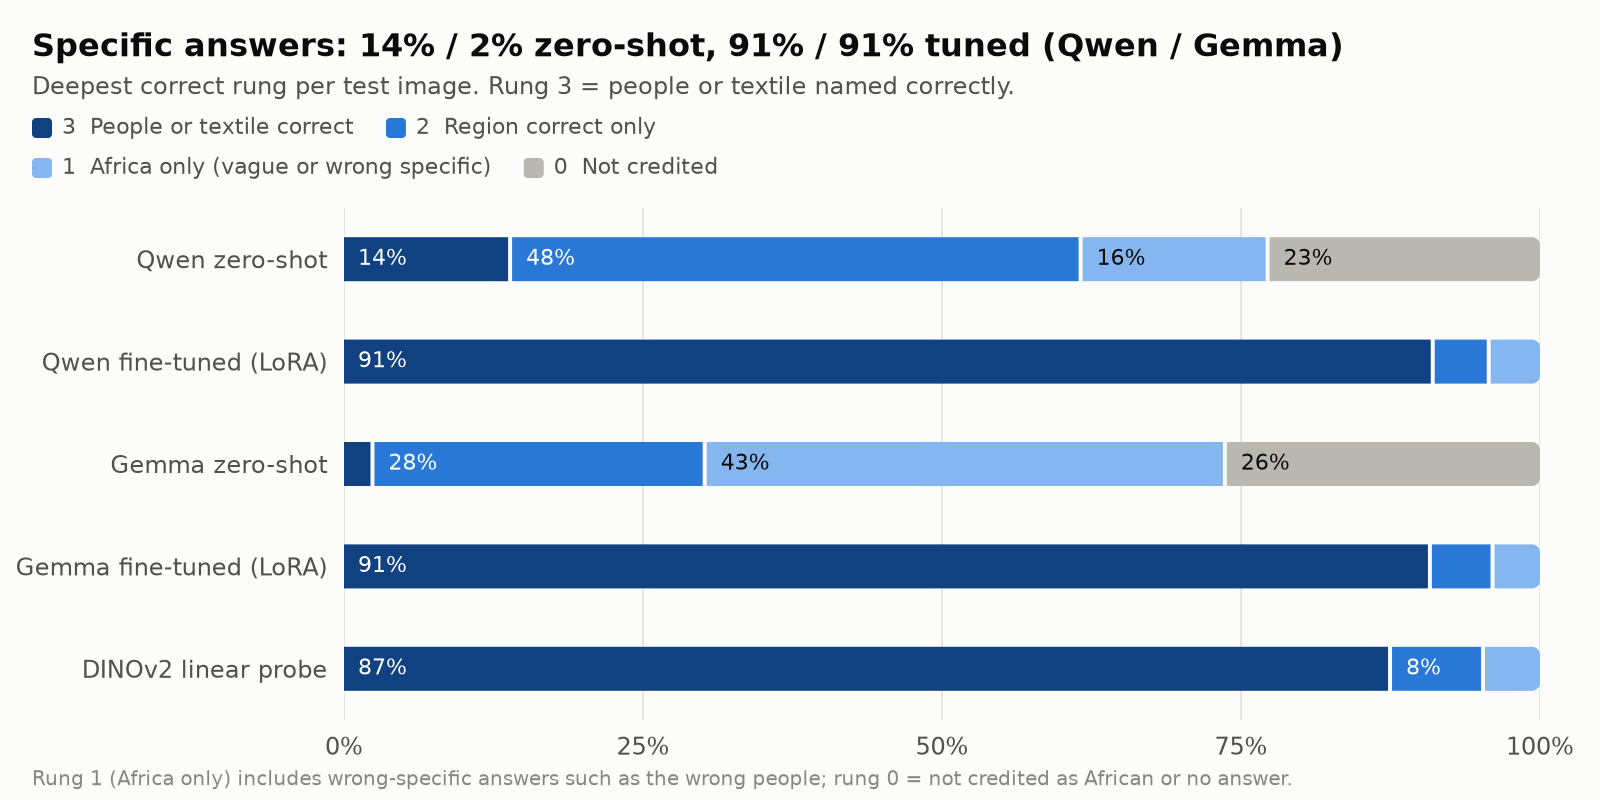 Specific answers: 14% / 2% zero-shot, 91% / 91% tuned (Qwen / Gemma)
Deepest correct rung per test image. Rung 3 = people or textile named correctly.
3 People or textile correct 2 Region correct only
1 Africa only (vague or wrong specific) 0 Not credited
Qwen zero-shot 14% 48% 16% 23%
Qwen fine-tuned (LoRA) 91%
Gemma zero-shot 28% 43% 26%
Gemma fine-tuned (LoRA) 91%
DINOv2 linear probe 87% 8%
0% 25% 50% 75% 100%
Rung 1 (Africa only) includes wrong-specific answers such as the wrong people; rung 0 = not credited as African or no answer.